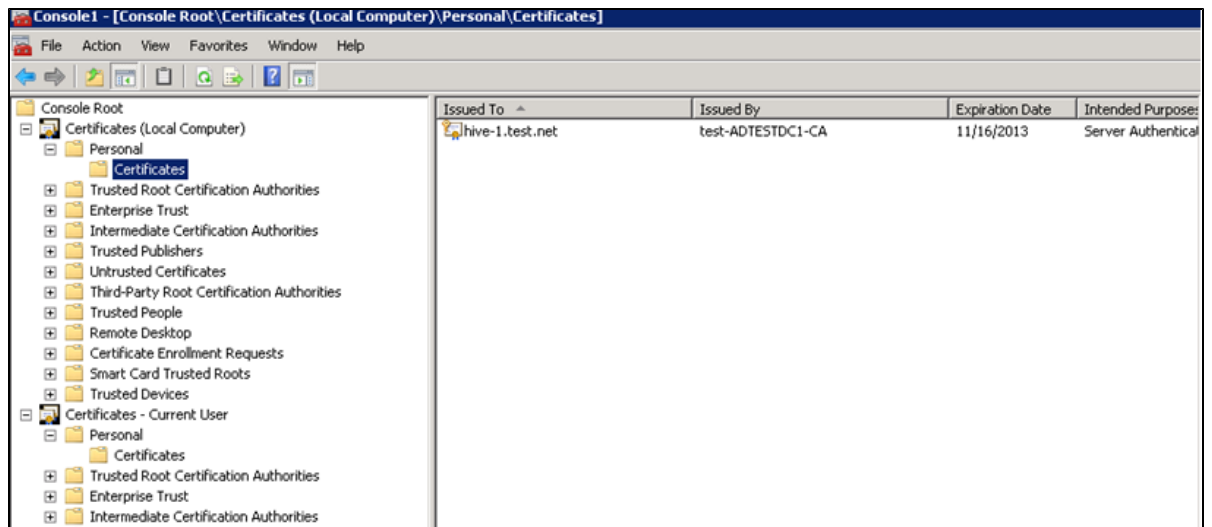 Console1 - [Console Root\Certificates (Local Computer)\Personal\Certificates]
File Action View Favorites Window Help
Console Root
Certificates (Local Computer)
Personal
Certificates
Trusted Root Certification Authorities
Enterprise Trust
Intermediate Certification Authorities
Trusted Publishers
Untrusted Certificates
Third-Party Root Certification Authorities
Trusted People
Remote Desktop
Certificate Enrollment Requests
Smart Card Trusted Roots
Trusted Devices
Certificates - Current User
Personal
Certificates
Trusted Root Certification Authorities
Enterprise Trust
Intermediate Certification Authorities
Issued To Issued By Expiration Date Intended Purposes
hive-1.test.net test-ADTESTDC1-CA 11/16/2013 Server Authentical